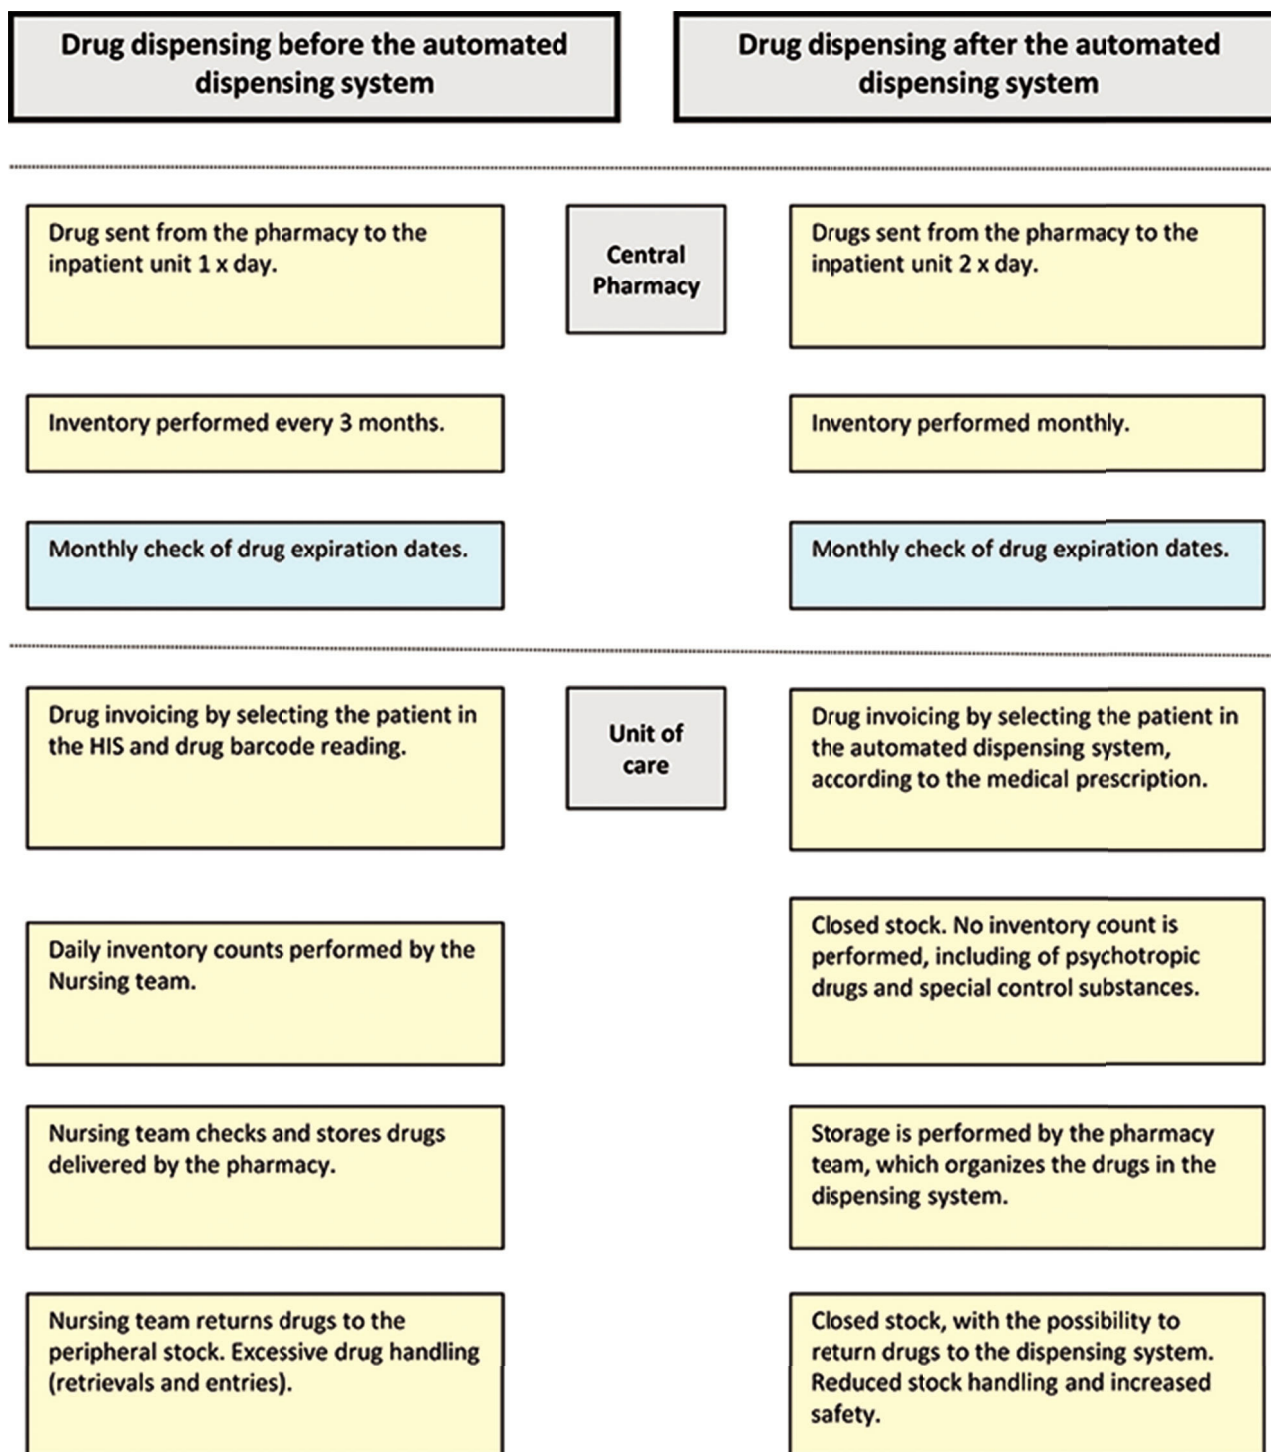 Drug dispensing before the automated
dispensing system
Drug dispensing after the automated
dispensing system
Drug sent from the pharmacy to the
inpatient unit 1 x day.
Central
Pharmacy
Drugs sent from the pharmacy to the
inpatient unit 2 x day.
Inventory performed every 3 months.
Inventory performed monthly.
Monthly check of drug expiration dates.
Monthly check of drug expiration dates.
Drug invoicing by selecting the patient in
the HIS and drug barcode reading.
Unit of
care
Drug invoicing by selecting the patient in
the automated dispensing system,
according to the medical prescription.
Daily inventory counts performed by the
Nursing team.
Closed stock. No inventory count is
performed, including of psychotropic
drugs and special control substances.
Nursing team checks and stores drugs
delivered by the pharmacy.
Storage is performed by the pharmacy
team, which organizes the drugs in the
dispensing system.
Nursing team returns drugs to the
peripheral stock. Excessive drug handling
(retrievals and entries).
Closed stock, with the possibility to
return drugs to the dispensing system.
Reduced stock handling and increased
safety.